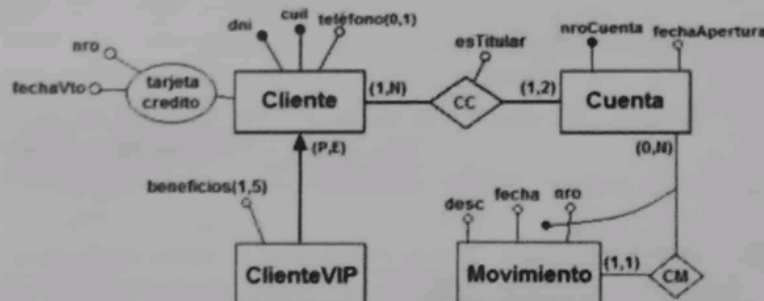 dni
cuil
teléfono(0,1)
nro
fechaVto
tarjeta
credito
Cliente
(1,N)
esTitular
CC
(1,2)
nroCuenta
fechaApertura
Cuenta
(P,E)
(0,N)
beneficios(1,5)
ClienteVIP
desc
fecha
nro
Movimiento
(1,1)
CM